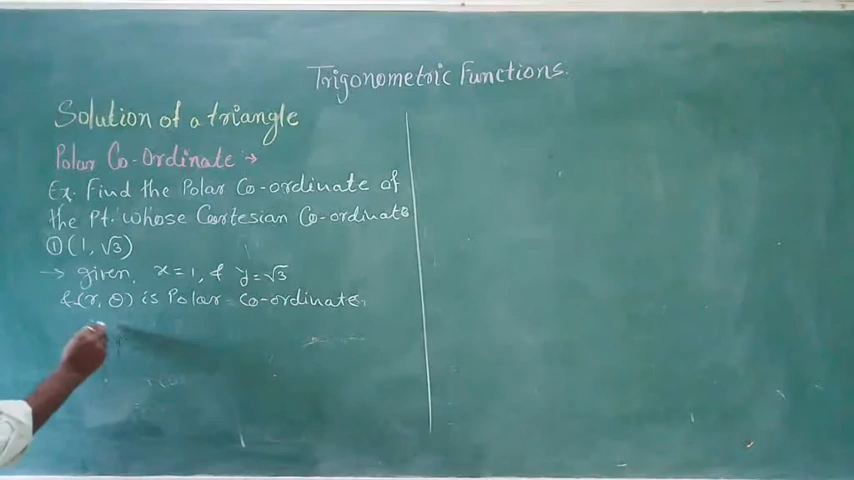 Trigonometric Functions.
Solution of a triangle
Polar Co-Ordinate →
Ex. Find the Polar Co-ordinate of
the Pt. whose Cartesian Co-ordinate
① (1, √3)
→ given, x = 1, & y = √3
& (r, θ) is Polar Co-ordinate,